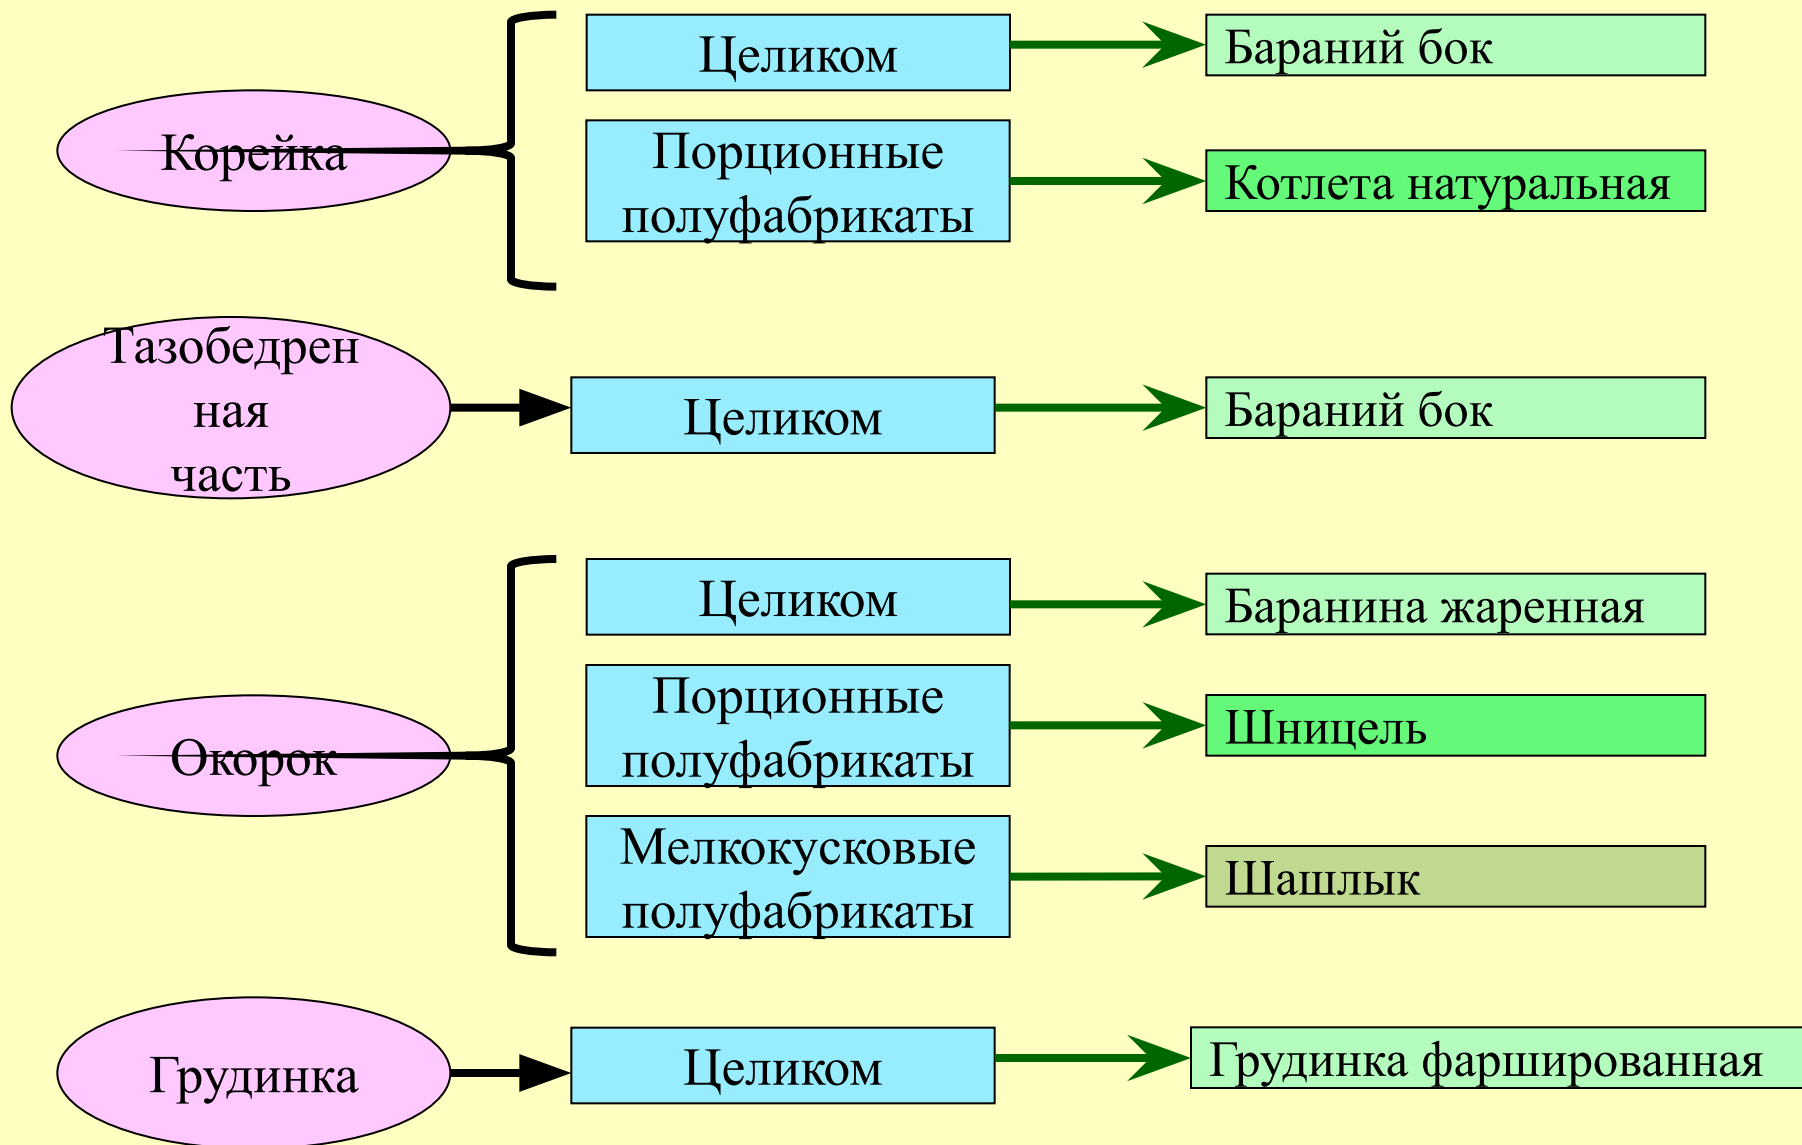 Корейка
Целиком
Бараний бок
Порционные
полуфабрикаты
Котлета натуральная
Тазобедрен
ная
часть
Целиком
Бараний бок
Окорок
Целиком
Баранина жаренная
Порционные
полуфабрикаты
Шницель
Мелкокусковые
полуфабрикаты
Шашлык
Грудинка
Целиком
Грудинка фаршированная